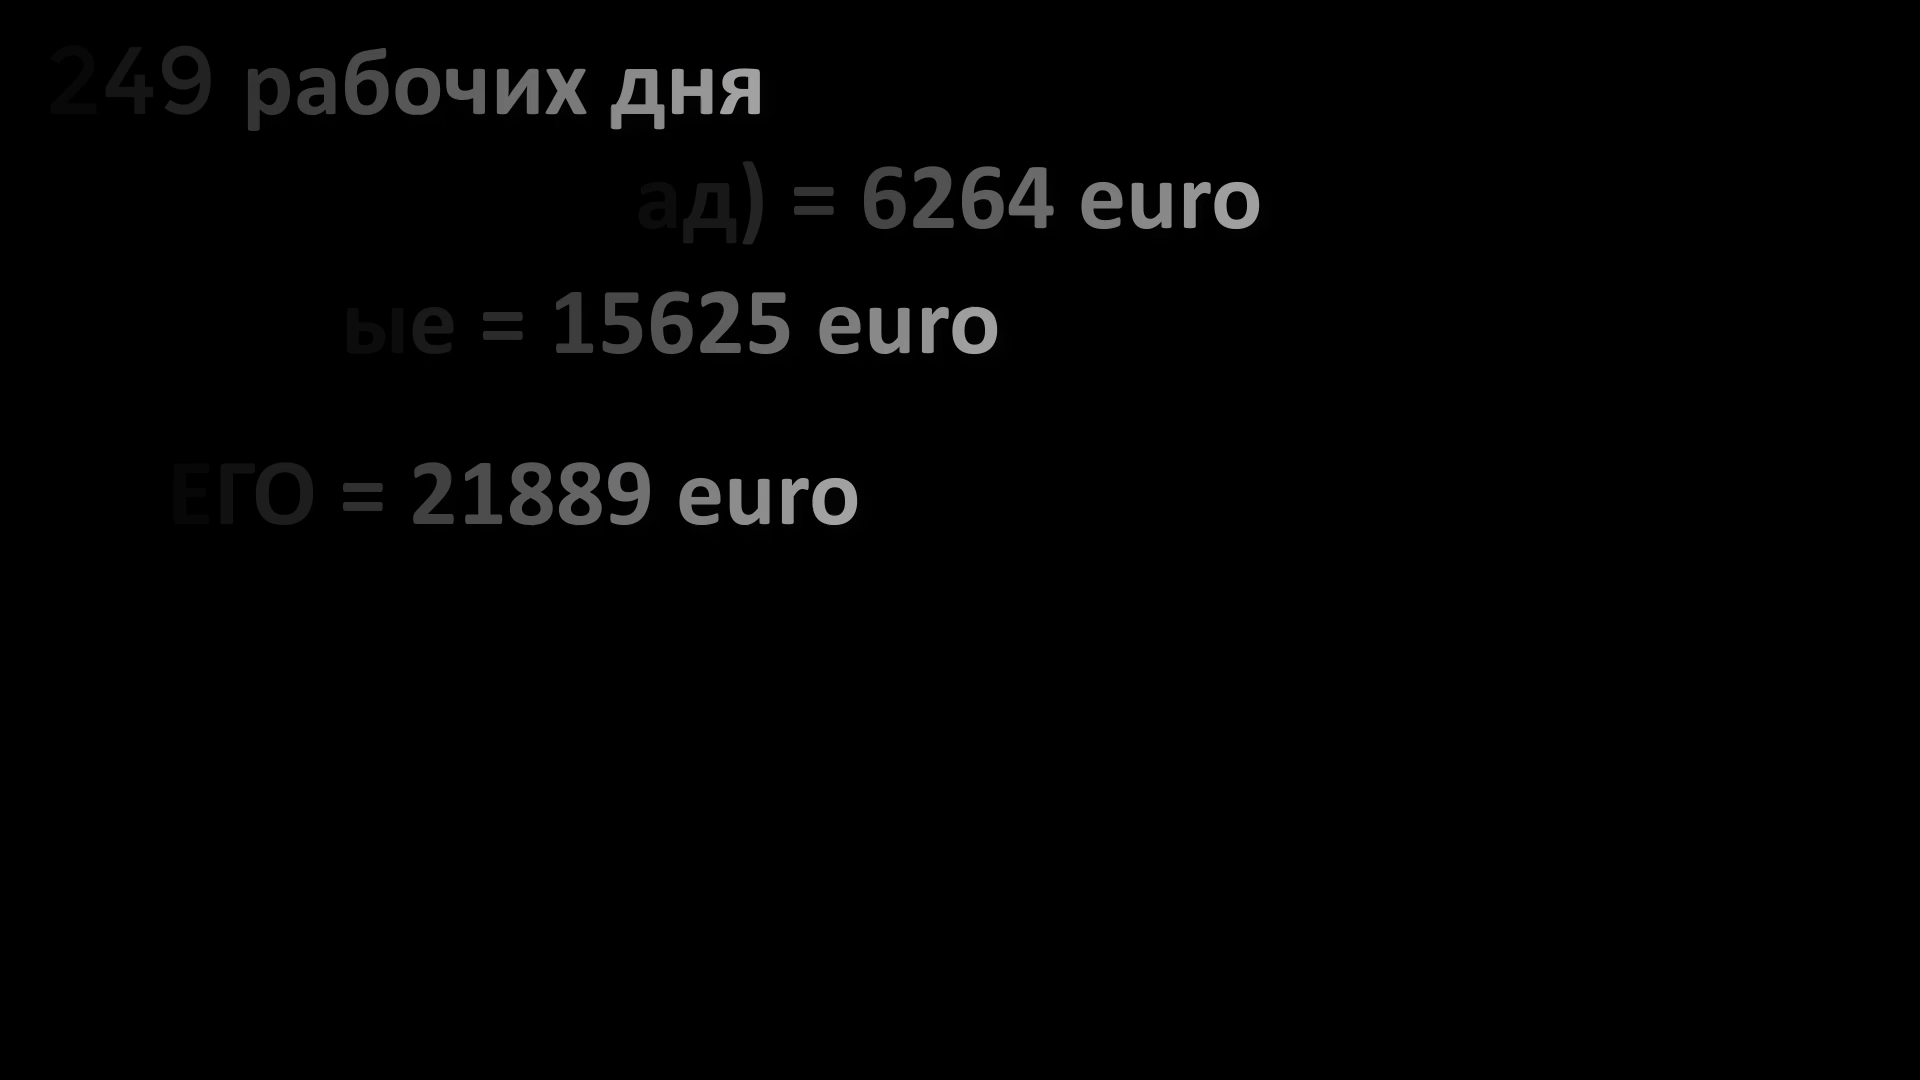 249 рабочих дня
ад) = 6264 euro
ые = 15625 euro
ЕГО = 21889 euro